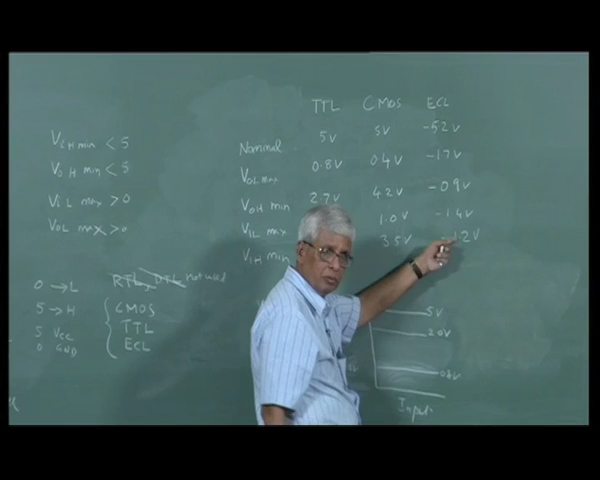 TTL CMOS ECL
Nominal 5V 5V -5.2V
VOL max 0.8V 0.4V -1.7V
VOH min 2.7V 4.2V -0.9V
VIL max 1.0V -1.4V
VIH min 3.5V -1.2V
VIH min < 5
VOH min < 5
VIL max > 0
VOL max > 0
0 → L
5 → H
5 VCC
0 GND
RTL, DTL not used
CMOS
TTL
ECL
5V
2.0V
0.8V
Input